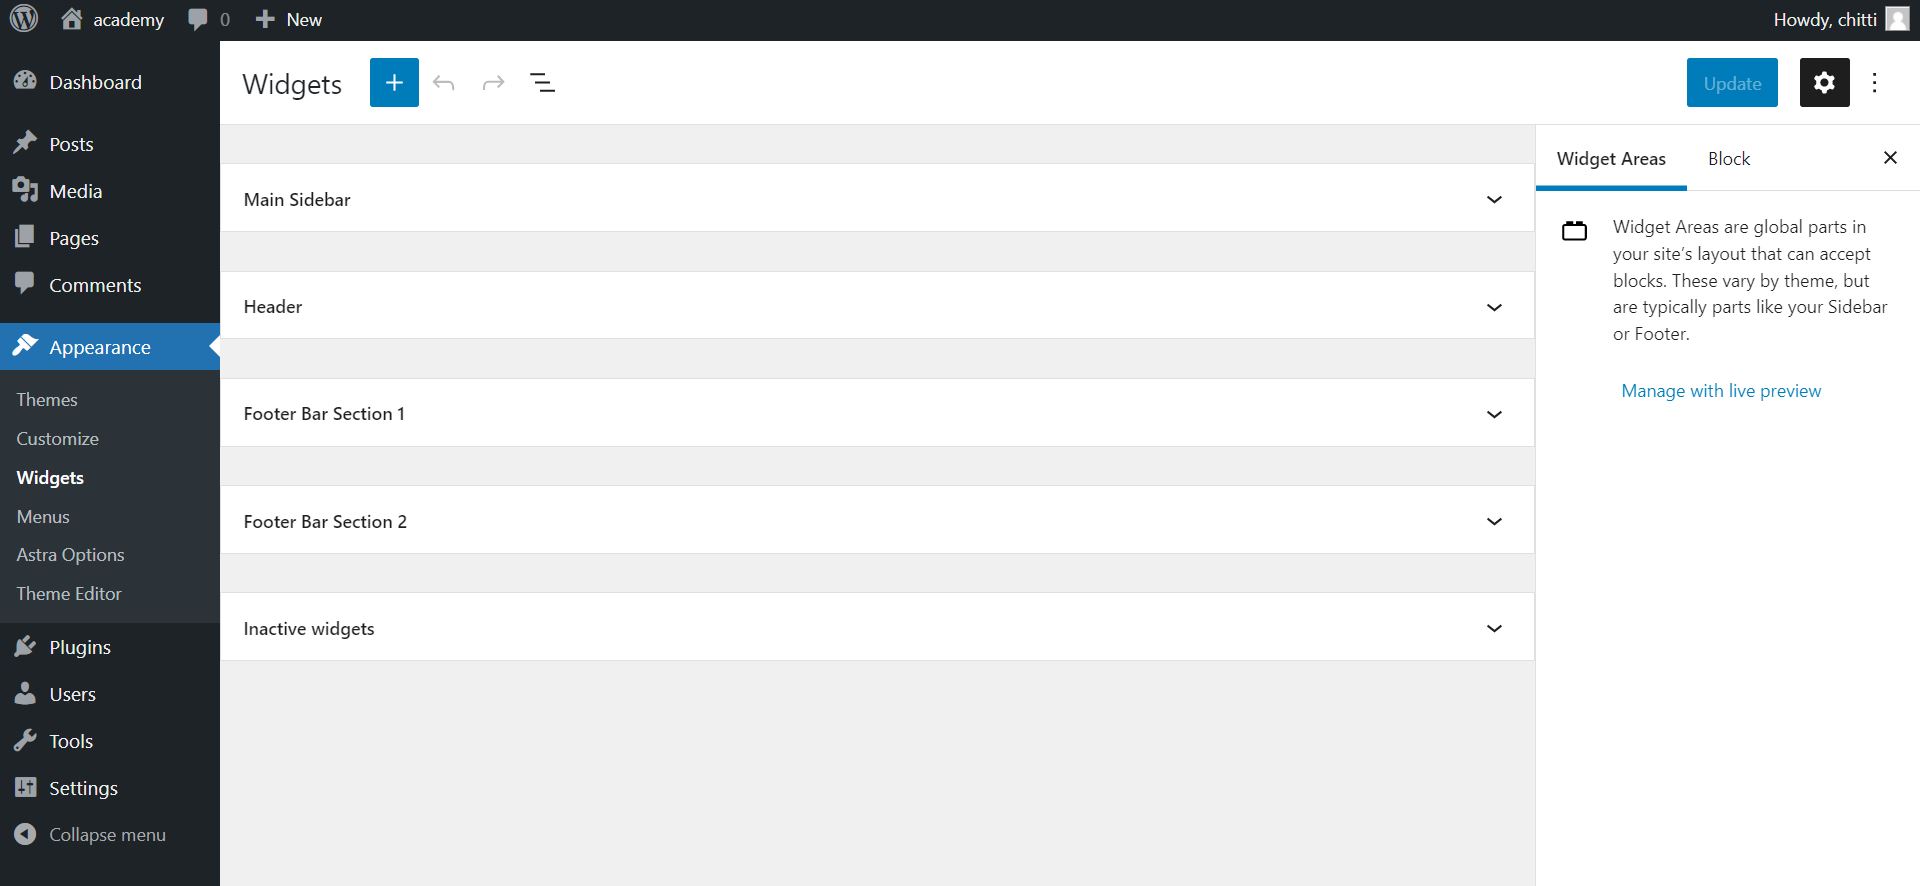 academy
0
New
Howdy, chitti
Dashboard
Posts
Media
Pages
Comments
Appearance
Themes
Customize
Widgets
Menus
Astra Options
Theme Editor
Plugins
Users
Tools
Settings
Collapse menu
Widgets
Update
Main Sidebar
Header
Footer Bar Section 1
Footer Bar Section 2
Inactive widgets
Widget Areas
Block
Widget Areas are global parts in
your site’s layout that can accept
blocks. These vary by theme, but
are typically parts like your Sidebar
or Footer.
Manage with live preview